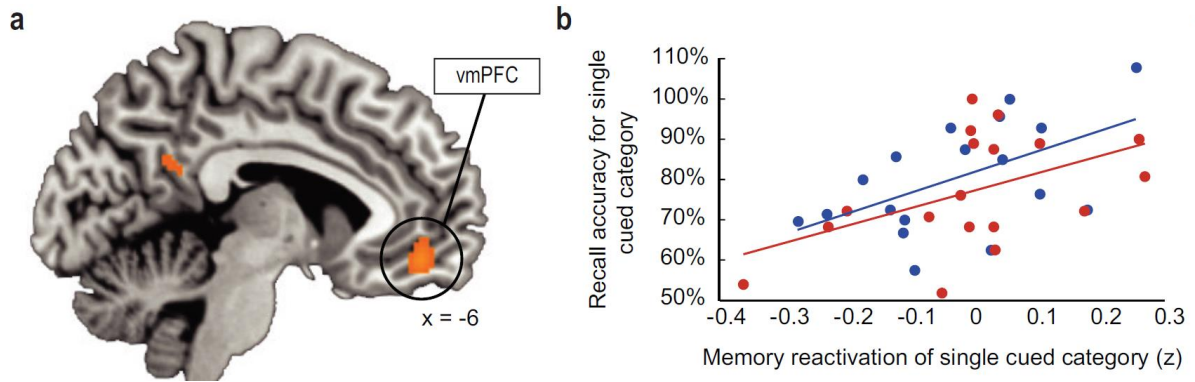 a
vmPFC
x = -6
b
Recall accuracy for single
cued category
110%
100%
90%
80%
70%
60%
50%
-0.4
-0.3
-0.2
-0.1
0
0.1
0.2
0.3
Memory reactivation of single cued category (z)